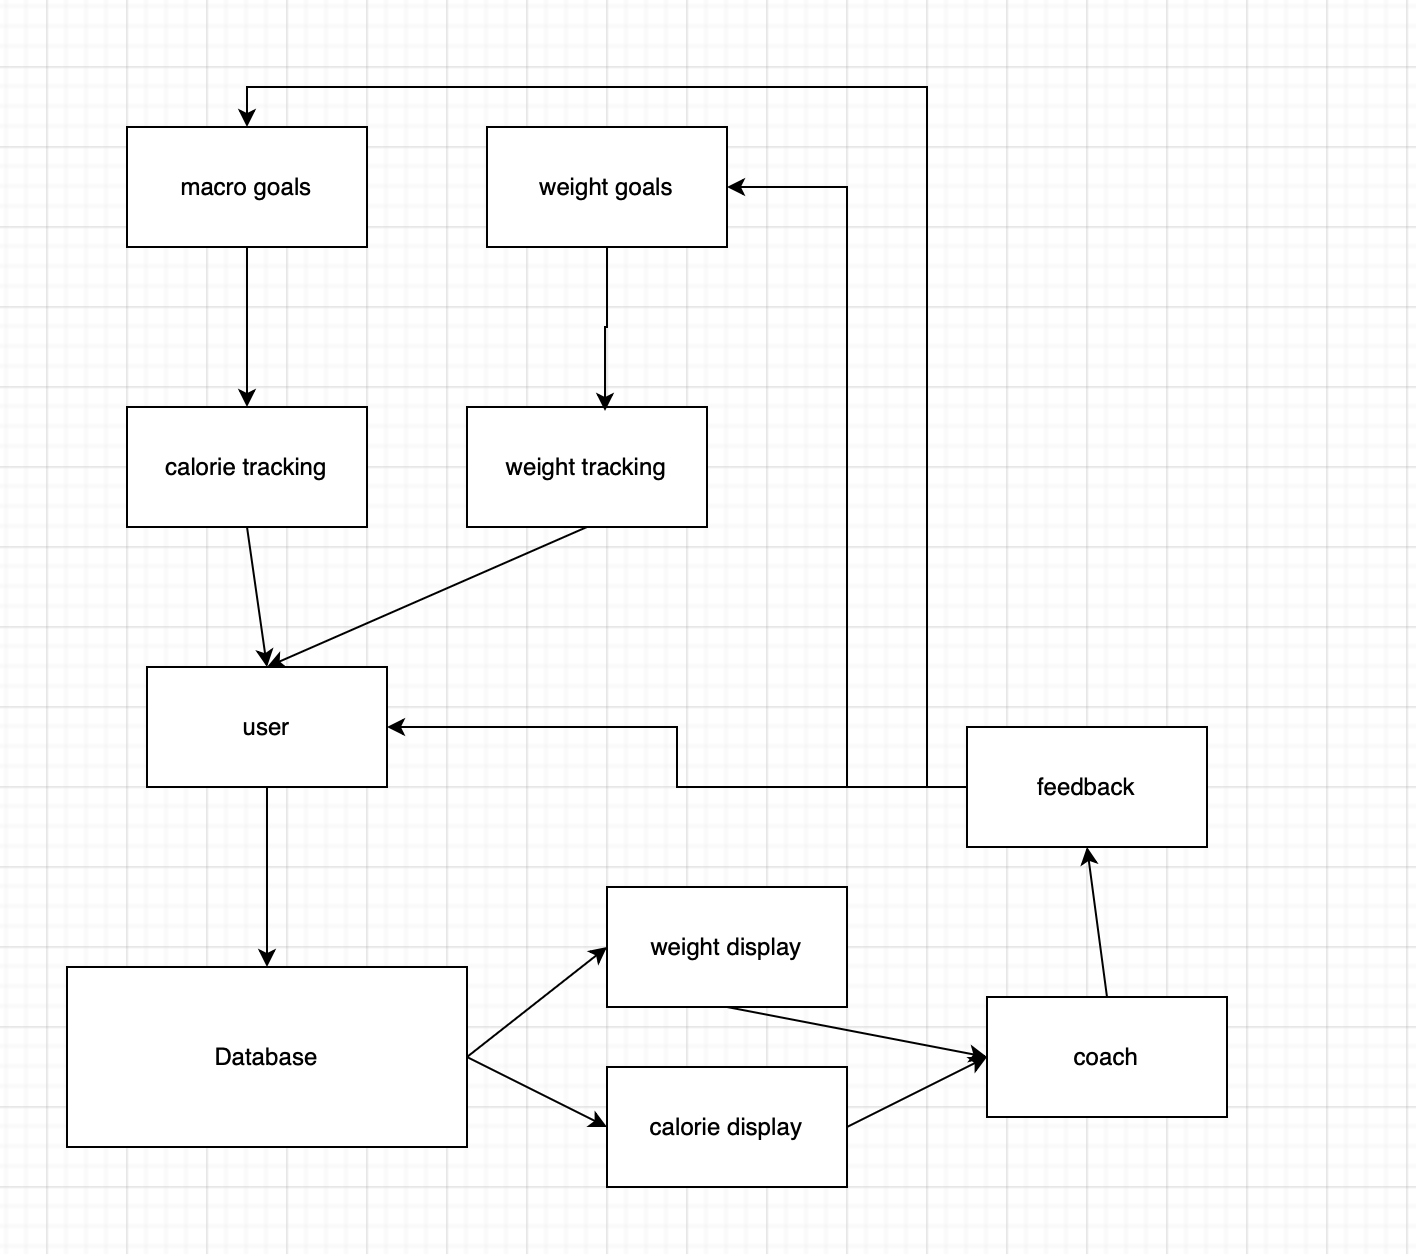 macro goals
weight goals
calorie tracking
weight tracking
user
feedback
weight display
Database
coach
calorie display